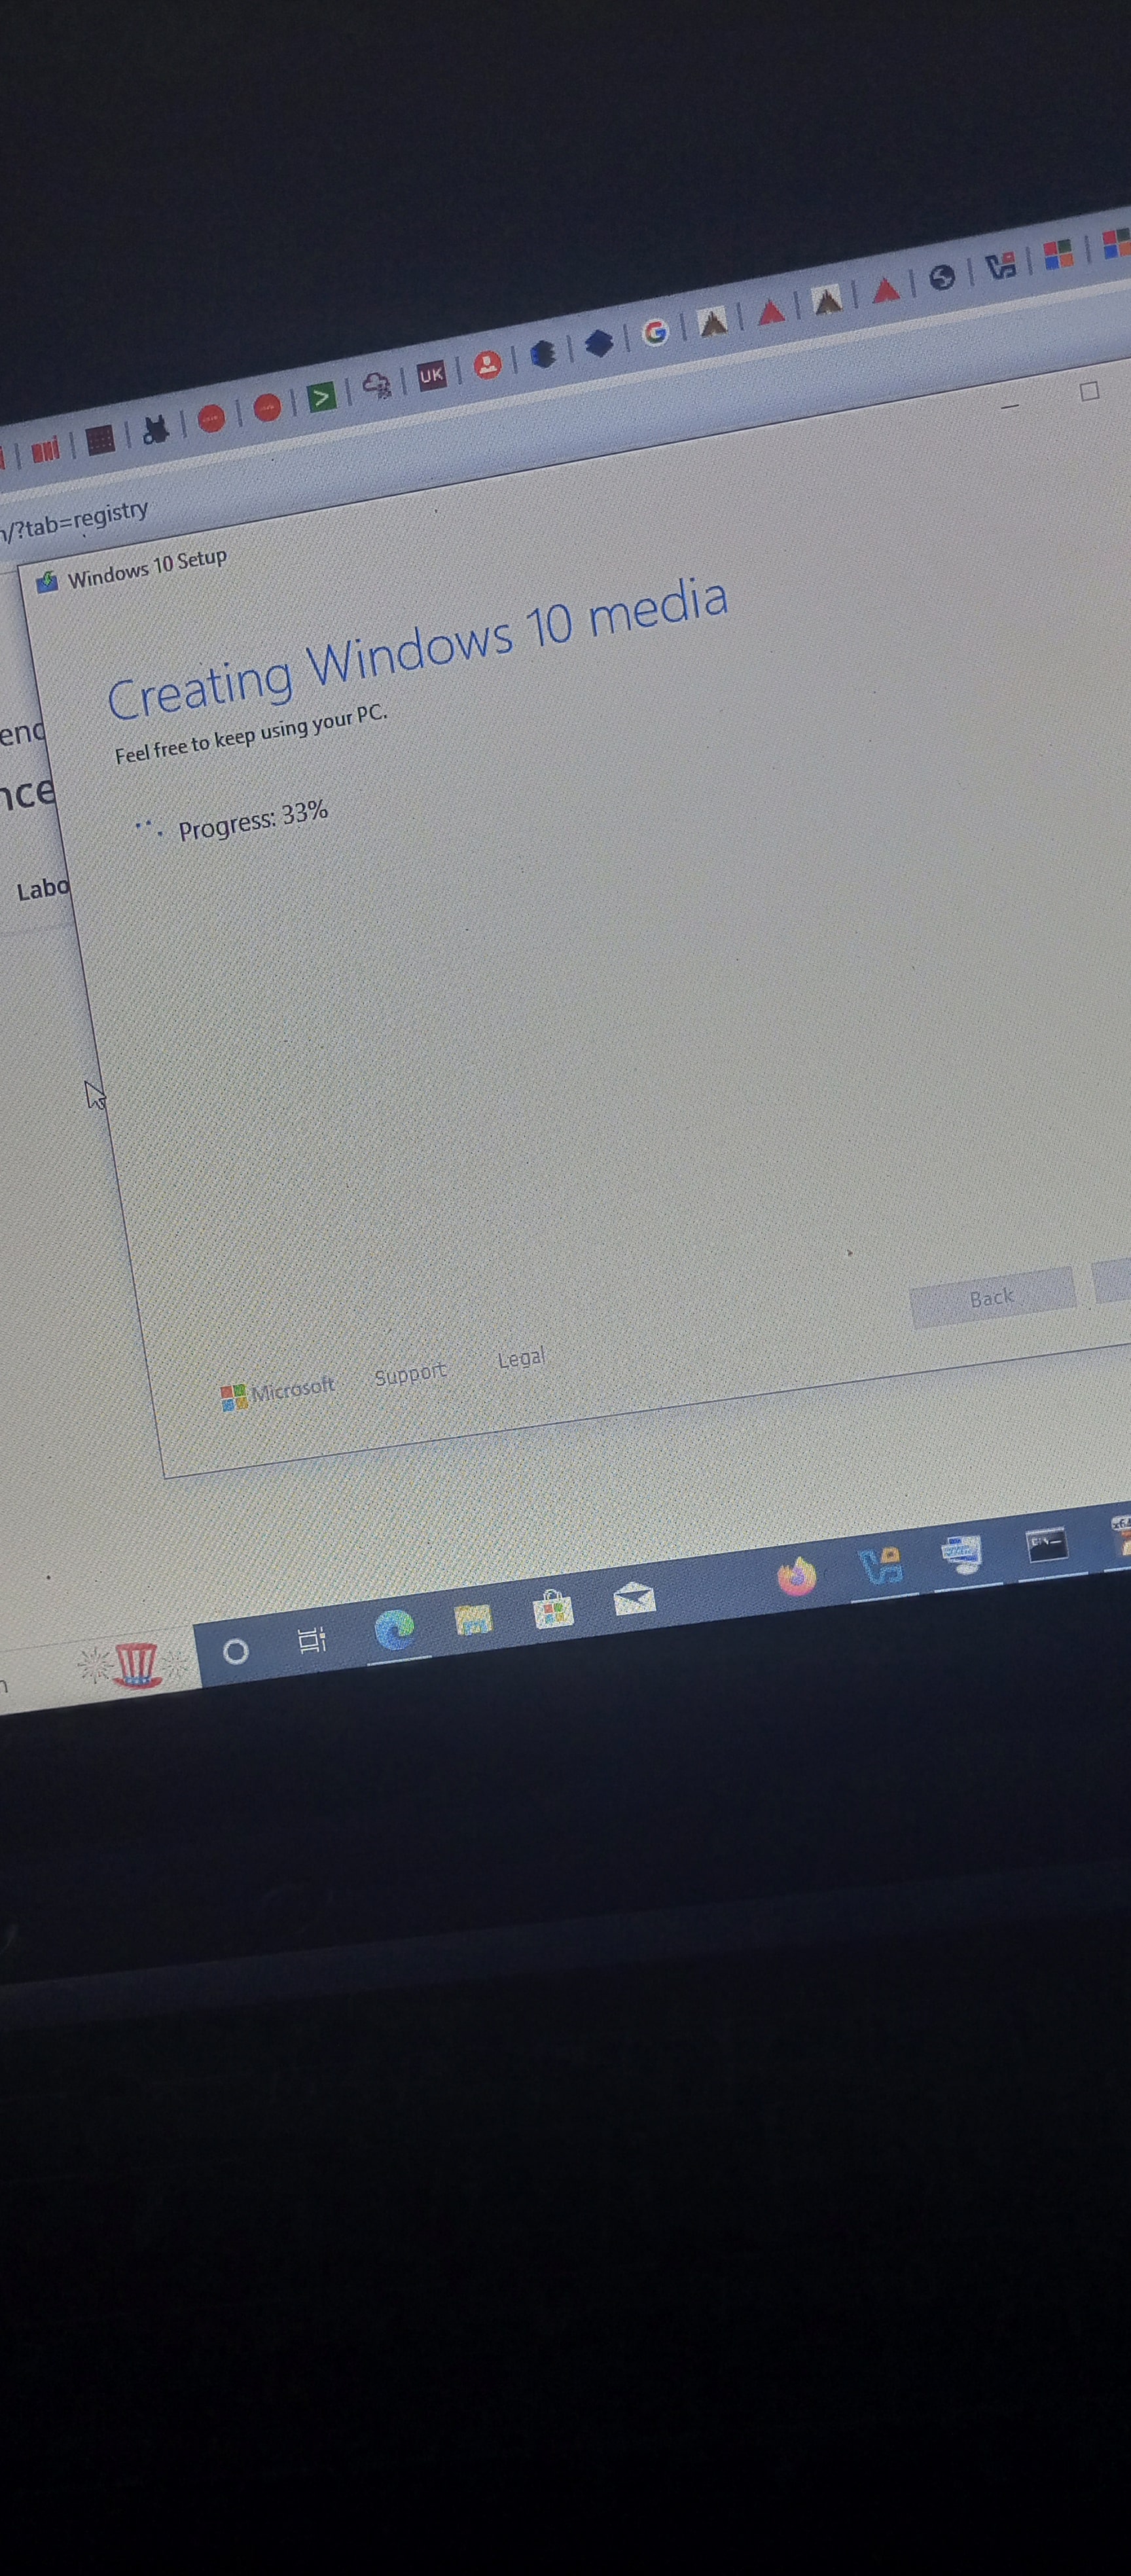 UK
/?tab=registry
Windows 10 Setup
Creating Windows 10 media
Feel free to keep using your PC.
Progress: 33%
Labo
Back
Microsoft Support Legal